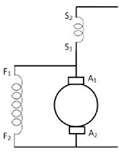 S₂
S₁
F₁ A₁
F₂ A₂